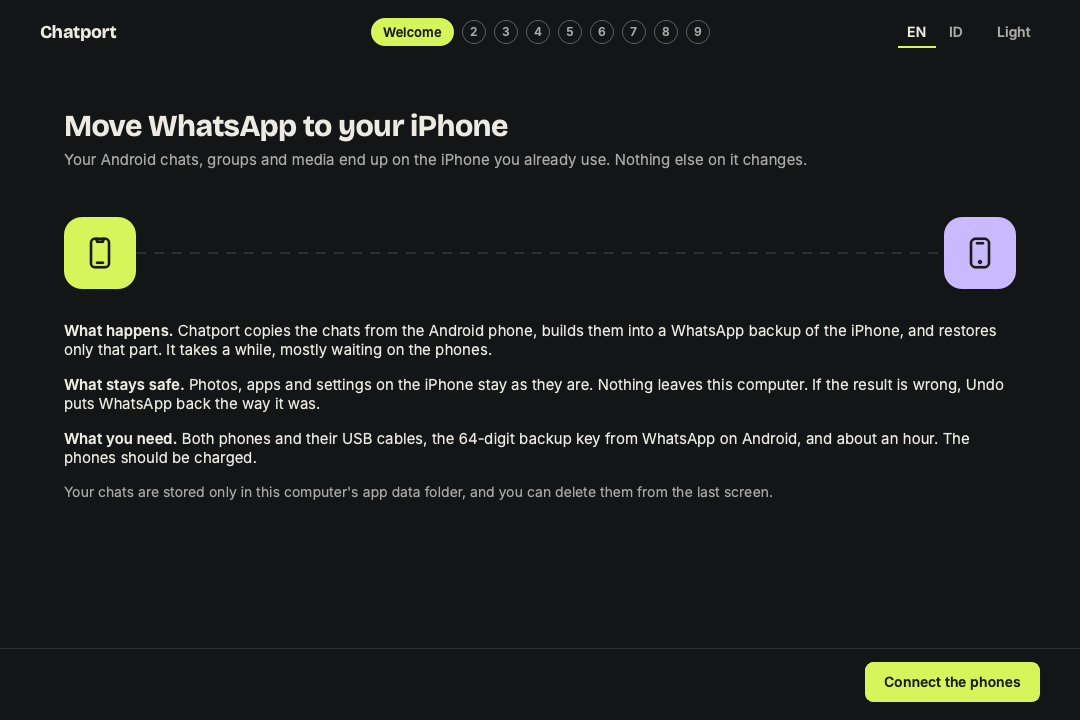 Chatport
Welcome 2 3 4 5 6 7 8 9
EN ID Light
Move WhatsApp to your iPhone
Your Android chats, groups and media end up on the iPhone you already use. Nothing else on it changes.
What happens. Chatport copies the chats from the Android phone, builds them into a WhatsApp backup of the iPhone, and restores
only that part. It takes a while, mostly waiting on the phones.
What stays safe. Photos, apps and settings on the iPhone stay as they are. Nothing leaves this computer. If the result is wrong, Undo
puts WhatsApp back the way it was.
What you need. Both phones and their USB cables, the 64-digit backup key from WhatsApp on Android, and about an hour. The
phones should be charged.
Your chats are stored only in this computer's app data folder, and you can delete them from the last screen.
Connect the phones